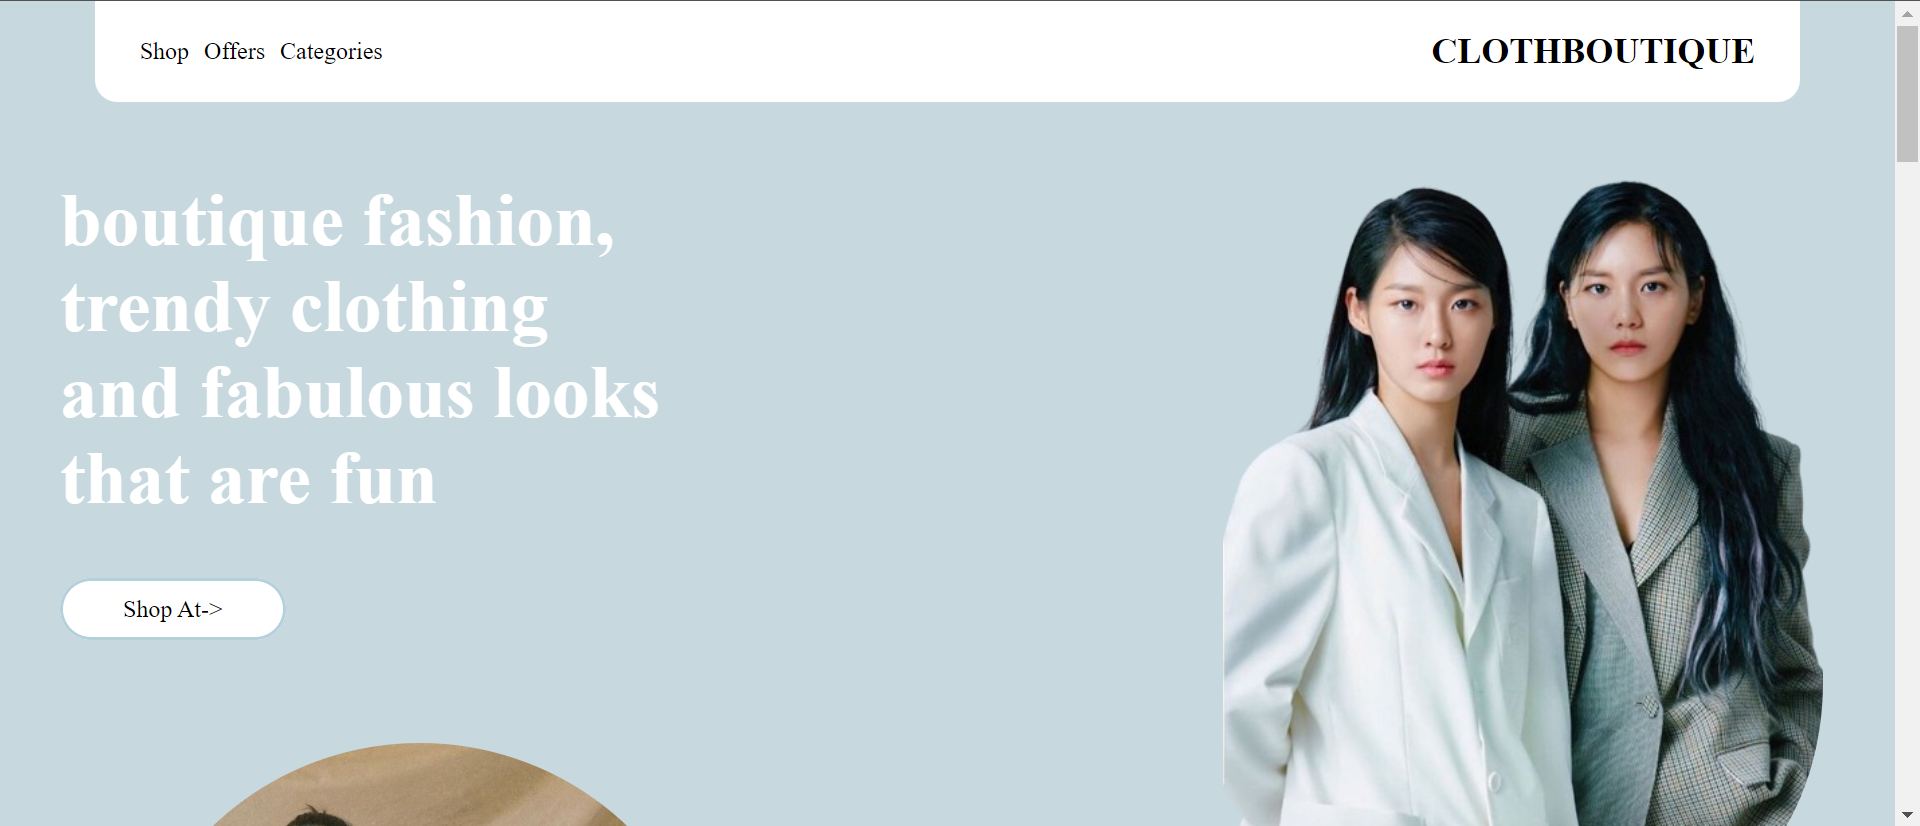 Shop Offers Categories
CLOTHBOUTIQUE
boutique fashion,
trendy clothing
and fabulous looks
that are fun
Shop At->